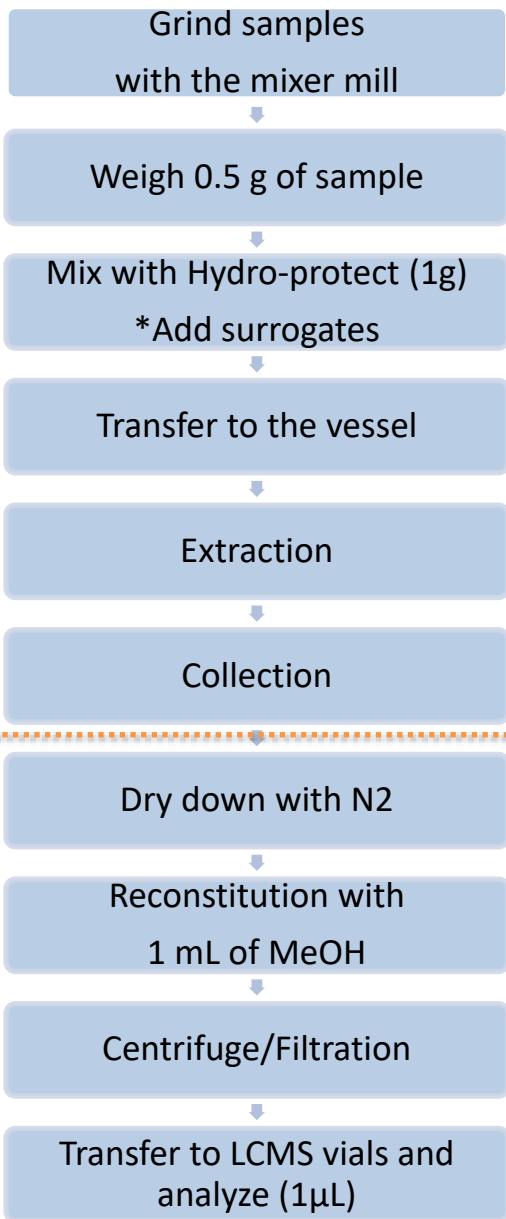 Grind samples
with the mixer mill
Weigh 0.5 g of sample
Mix with Hydro-protect (1g)
*Add surrogates
Transfer to the vessel
Extraction
Collection
Dry down with N2
Reconstitution with
1 mL of MeOH
Centrifuge/Filtration
Transfer to LCMS vials and
analyze (1µL)